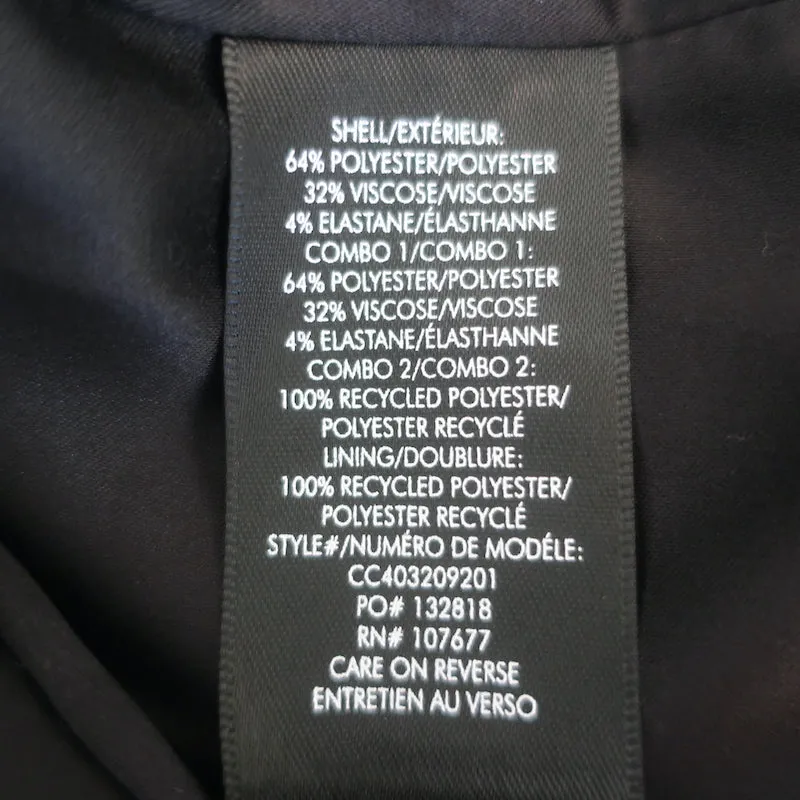 SHELL/EXTÉRIEUR:
64% POLYESTER/POLYESTER
32% VISCOSE/VISCOSE
4% ELASTANE/ÉLASTHANNE
COMBO 1/COMBO 1:
64% POLYESTER/POLYESTER
32% VISCOSE/VISCOSE
4% ELASTANE/ÉLASTHANNE
COMBO 2/COMBO 2:
100% RECYCLED POLYESTER/
POLYESTER RECYCLÉ
LINING/DOUBLURE:
100% RECYCLED POLYESTER/
POLYESTER RECYCLÉ
STYLE#/NUMÉRO DE MODÉLE:
CC403209201
PO# 132818
RN# 107677
CARE ON REVERSE
ENTRETIEN AU VERSO